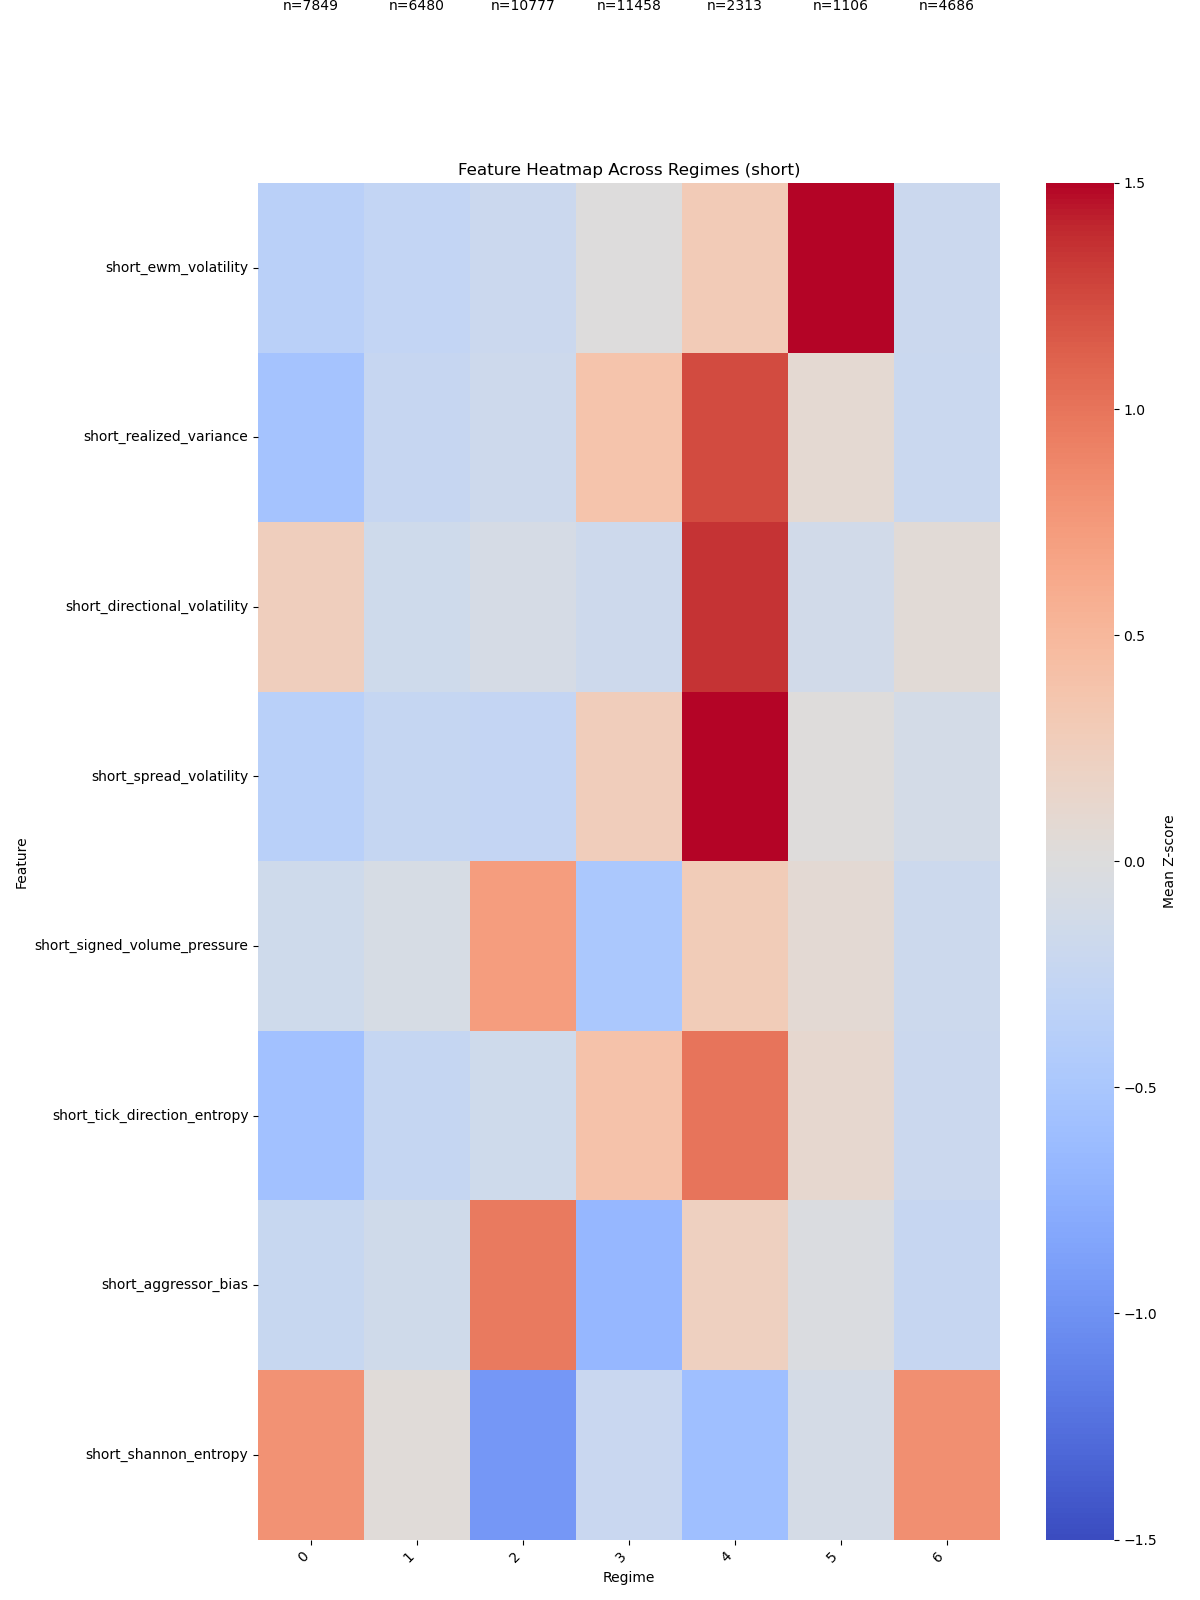 n=7849 n=6480 n=10777 n=11458 n=2313 n=1106 n=4686
Feature Heatmap Across Regimes (short)
short_ewm_volatility
short_realized_variance
short_directional_volatility
short_spread_volatility
short_signed_volume_pressure
short_tick_direction_entropy
short_aggressor_bias
short_shannon_entropy
Feature
0 1 2 3 4 5 6
Regime
1.5
1.0
0.5
0.0
−0.5
−1.0
−1.5
Mean Z-score